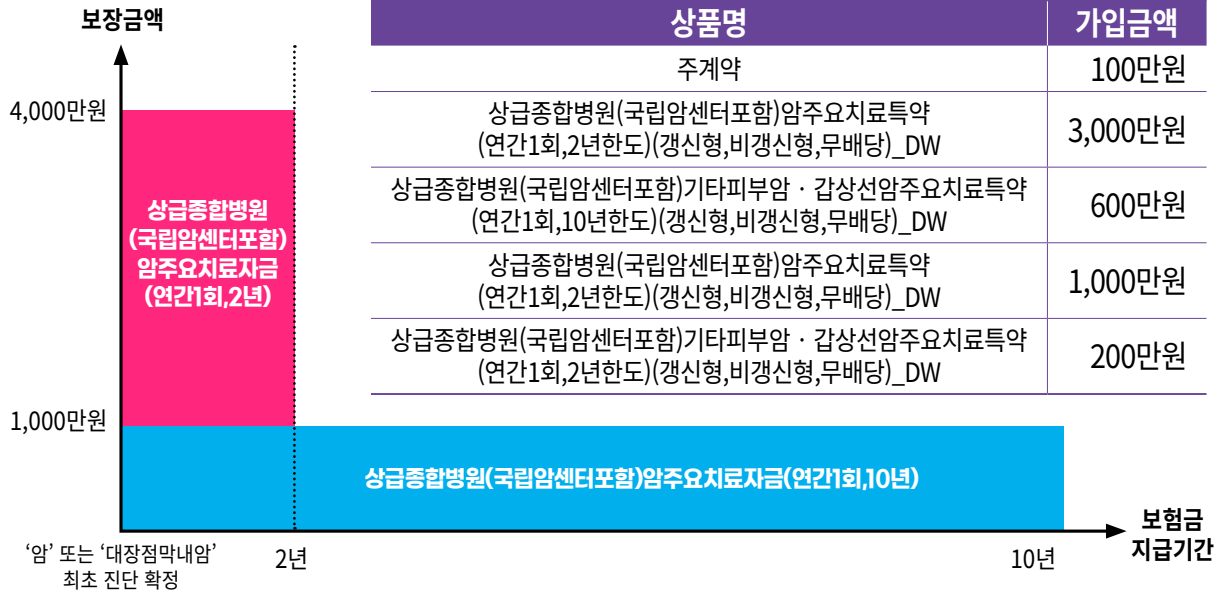 보장금액
4,000만원
1,000만원
상급종합병원
(국립암센터포함)
암주요치료자금
(연간1회,2년)
상품명 가입금액
주계약 100만원
상급종합병원(국립암센터포함)암주요치료특약
(연간1회,2년한도)(갱신형,비갱신형,무배당)_DW
3,000만원
상급종합병원(국립암센터포함)기타피부암 · 갑상선암주요치료특약
(연간1회,10년한도)(갱신형,비갱신형,무배당)_DW
600만원
상급종합병원(국립암센터포함)암주요치료특약
(연간1회,2년한도)(갱신형,비갱신형,무배당)_DW
1,000만원
상급종합병원(국립암센터포함)기타피부암 · 갑상선암주요치료특약
(연간1회,2년한도)(갱신형,비갱신형,무배당)_DW
200만원
상급종합병원(국립암센터포함)암주요치료자금(연간1회,10년)
‘암’ 또는 ‘대장점막내암’
최초 진단 확정
2년
10년
보험금
지급기간